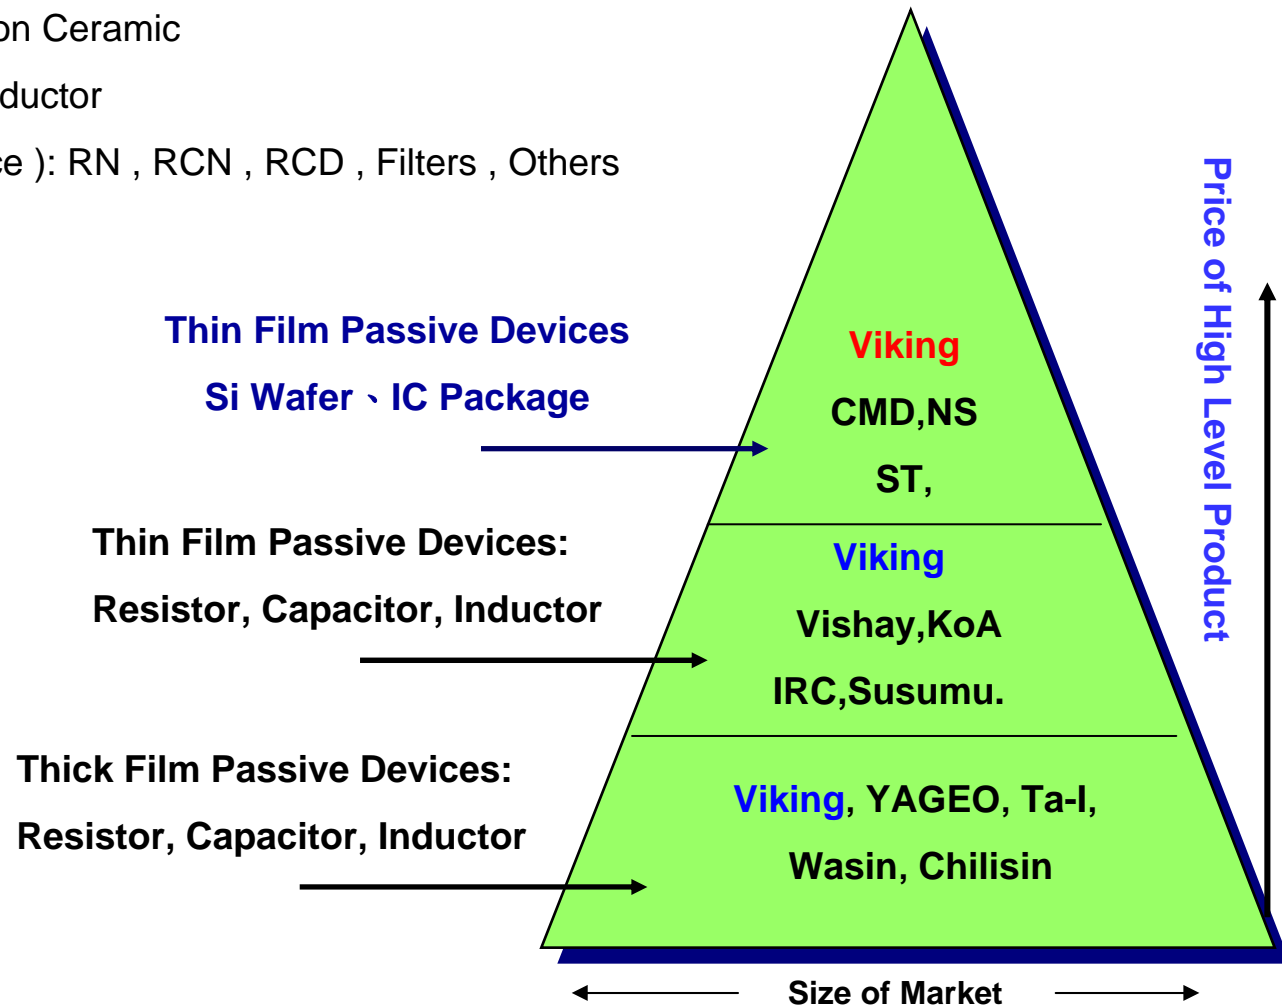 on Ceramic
ductor
ce ): RN , RCN , RCD , Filters , Others
Thin Film Passive Devices
Si Wafer、IC Package
Viking
CMD,NS
ST,
Thin Film Passive Devices:
Resistor, Capacitor, Inductor
Viking
Vishay,KoA
IRC,Susumu.
Thick Film Passive Devices:
Resistor, Capacitor, Inductor
Viking, YAGEO, Ta-I,
Wasin, Chilisin
Price of High Level Product
Size of Market